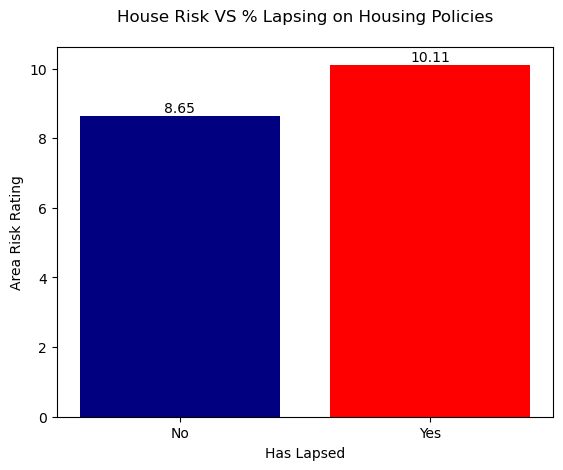 House Risk VS % Lapsing on Housing Policies
10.11
10
8.65
8
6
4
2
0
Area Risk Rating
No
Yes
Has Lapsed